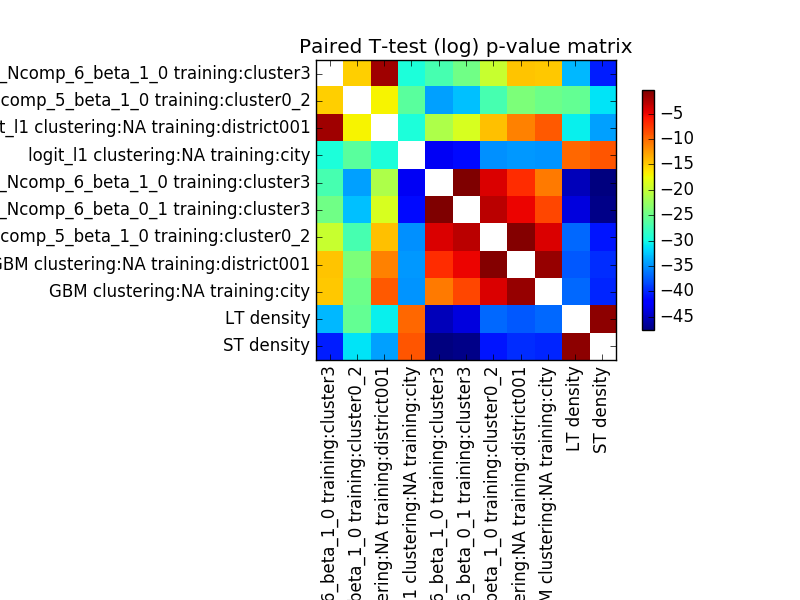 Paired T-test (log) p-value matrix
_Ncomp_6_beta_1_0 training:cluster3
comp_5_beta_1_0 training:cluster0_2
t_l1 clustering:NA training:district001
logit_l1 clustering:NA training:city
_Ncomp_6_beta_1_0 training:cluster3
_Ncomp_6_beta_0_1 training:cluster3
comp_5_beta_1_0 training:cluster0_2
GBM clustering:NA training:district001
GBM clustering:NA training:city
LT density
ST density
−5
−10
−15
−20
−25
−30
−35
−40
−45
6_beta_1_0 training:cluster3
beta_1_0 training:cluster0_2
ering:NA training:district001
1 clustering:NA training:city
6_beta_1_0 training:cluster3
6_beta_0_1 training:cluster3
beta_1_0 training:cluster0_2
ering:NA training:district001
M clustering:NA training:city
LT density
ST density